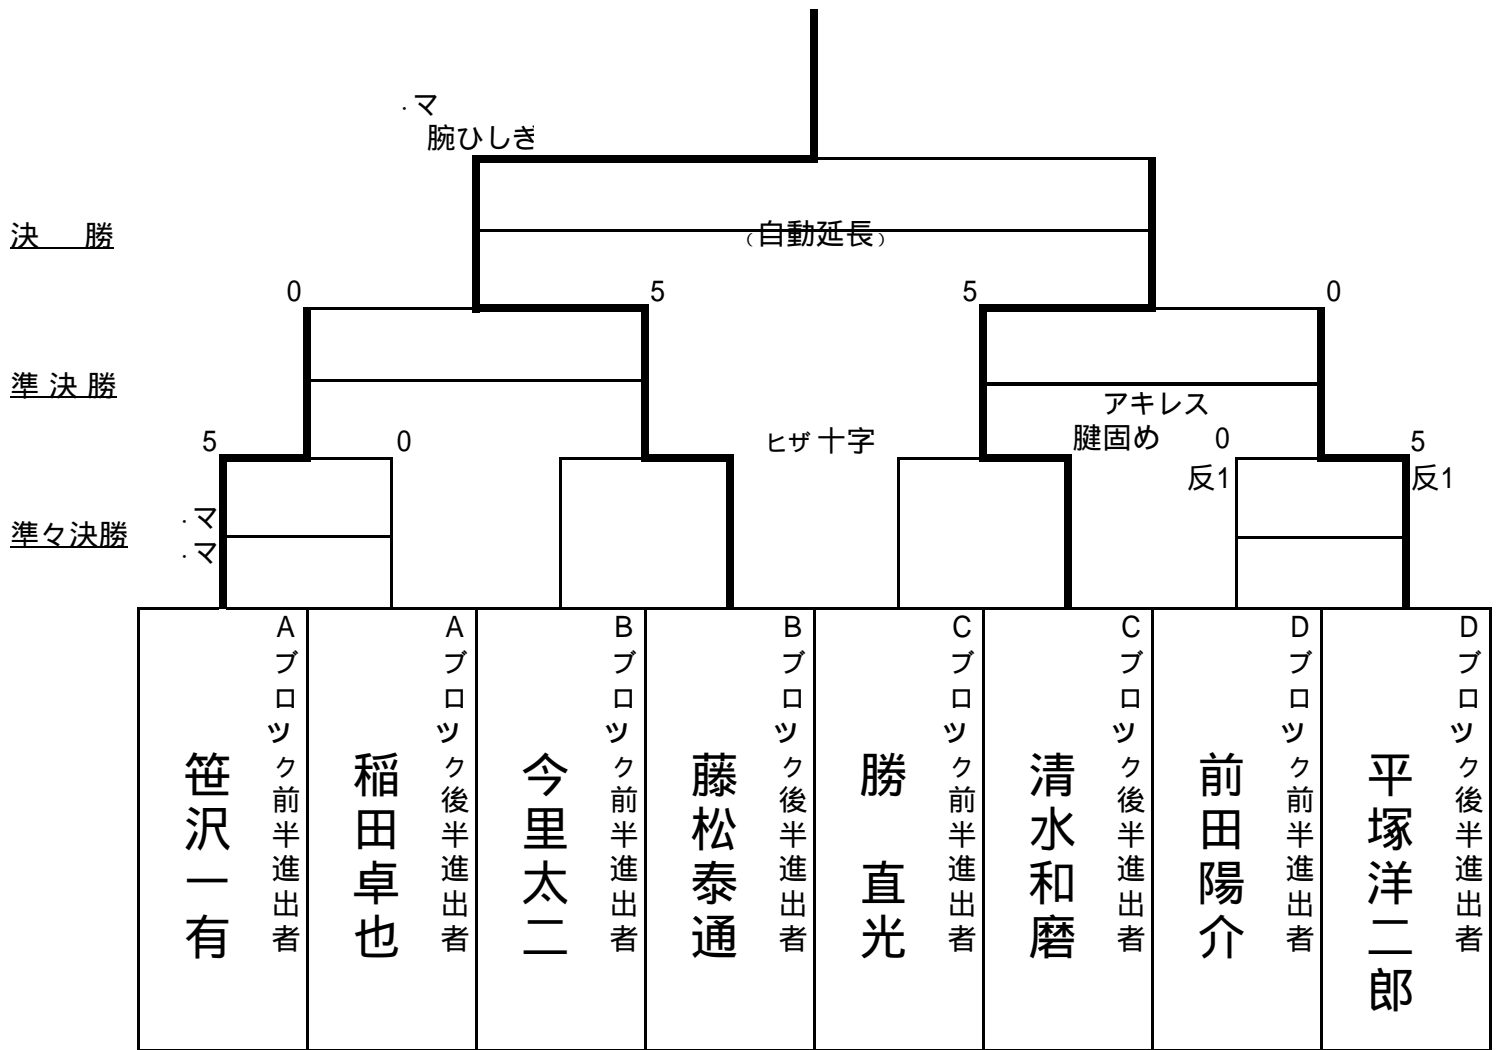 .マ
腕ひしぎ
決 勝
(自動延長)
0
5
5
0
準決勝
アキレス
腱固め
5
0
ヒザ十字
0
5
反1
反1
.マ
準々決勝
.マ
Aブロック前半進出者
笹沢一有
Aブロック後半進出者
稲田卓也
Bブロック前半進出者
今里太二
Bブロック後半進出者
藤松泰通
Cブロック前半進出者
勝 直光
Cブロック後半進出者
清水和磨
Dブロック前半進出者
前田陽介
Dブロック後半進出者
平塚洋二郎